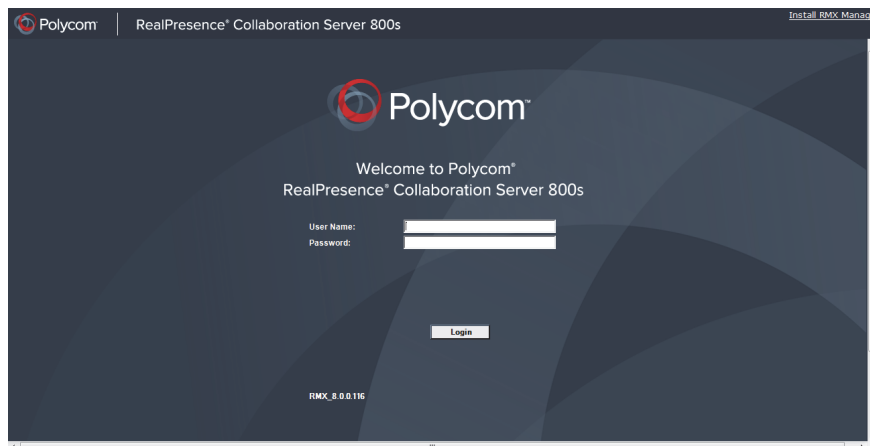 Polycom
RealPresence® Collaboration Server 800s
Install RMX Manag
Polycom™
Welcome to Polycom®
RealPresence® Collaboration Server 800s
User Name:
Password:
Login
RMX_8.0.0.116